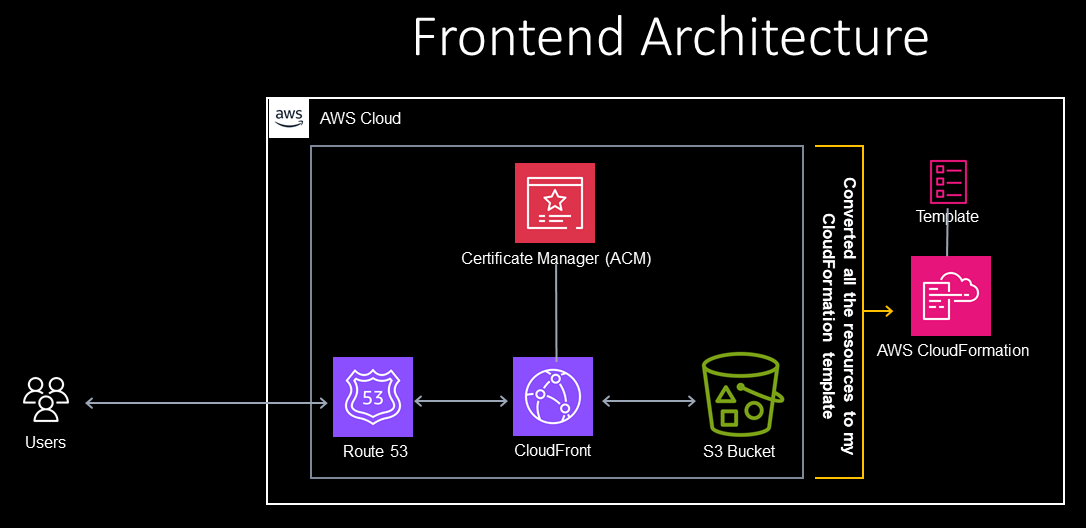 Frontend Architecture
aws
AWS Cloud
Certificate Manager (ACM)
Converted all the resources to my
CloudFormation template
Template
AWS CloudFormation
Users
53
Route 53
CloudFront
S3 Bucket